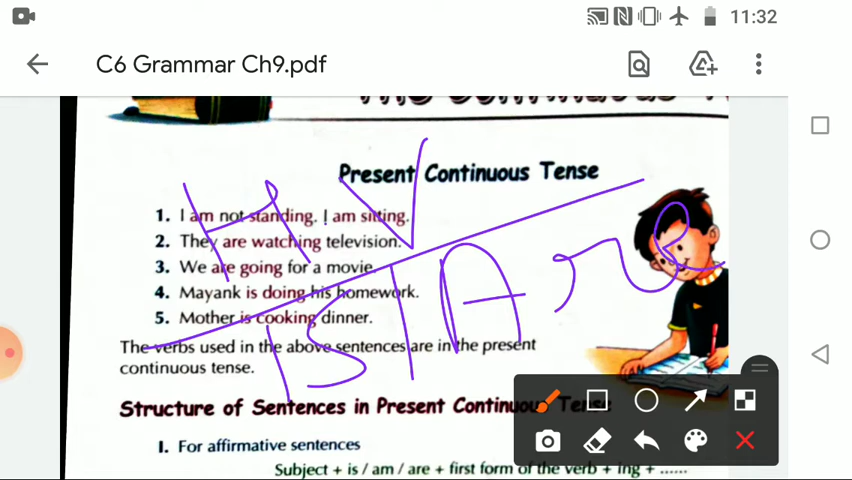 11:32
C6 Grammar Ch9.pdf
Present Continuous Tense
H V
1. I am not standing. I am sitting.
2. They are watching television.
3. We are going for a movie.
4. Mayank is doing his homework.
5. Mother is cooking dinner.
IS / Are
The verbs used in the above sentences are in the present
continuous tense.
Structure of Sentences in Present Continuous Tense
I. For affirmative sentences
Subject + is / am / are + first form of the verb + ing + ......